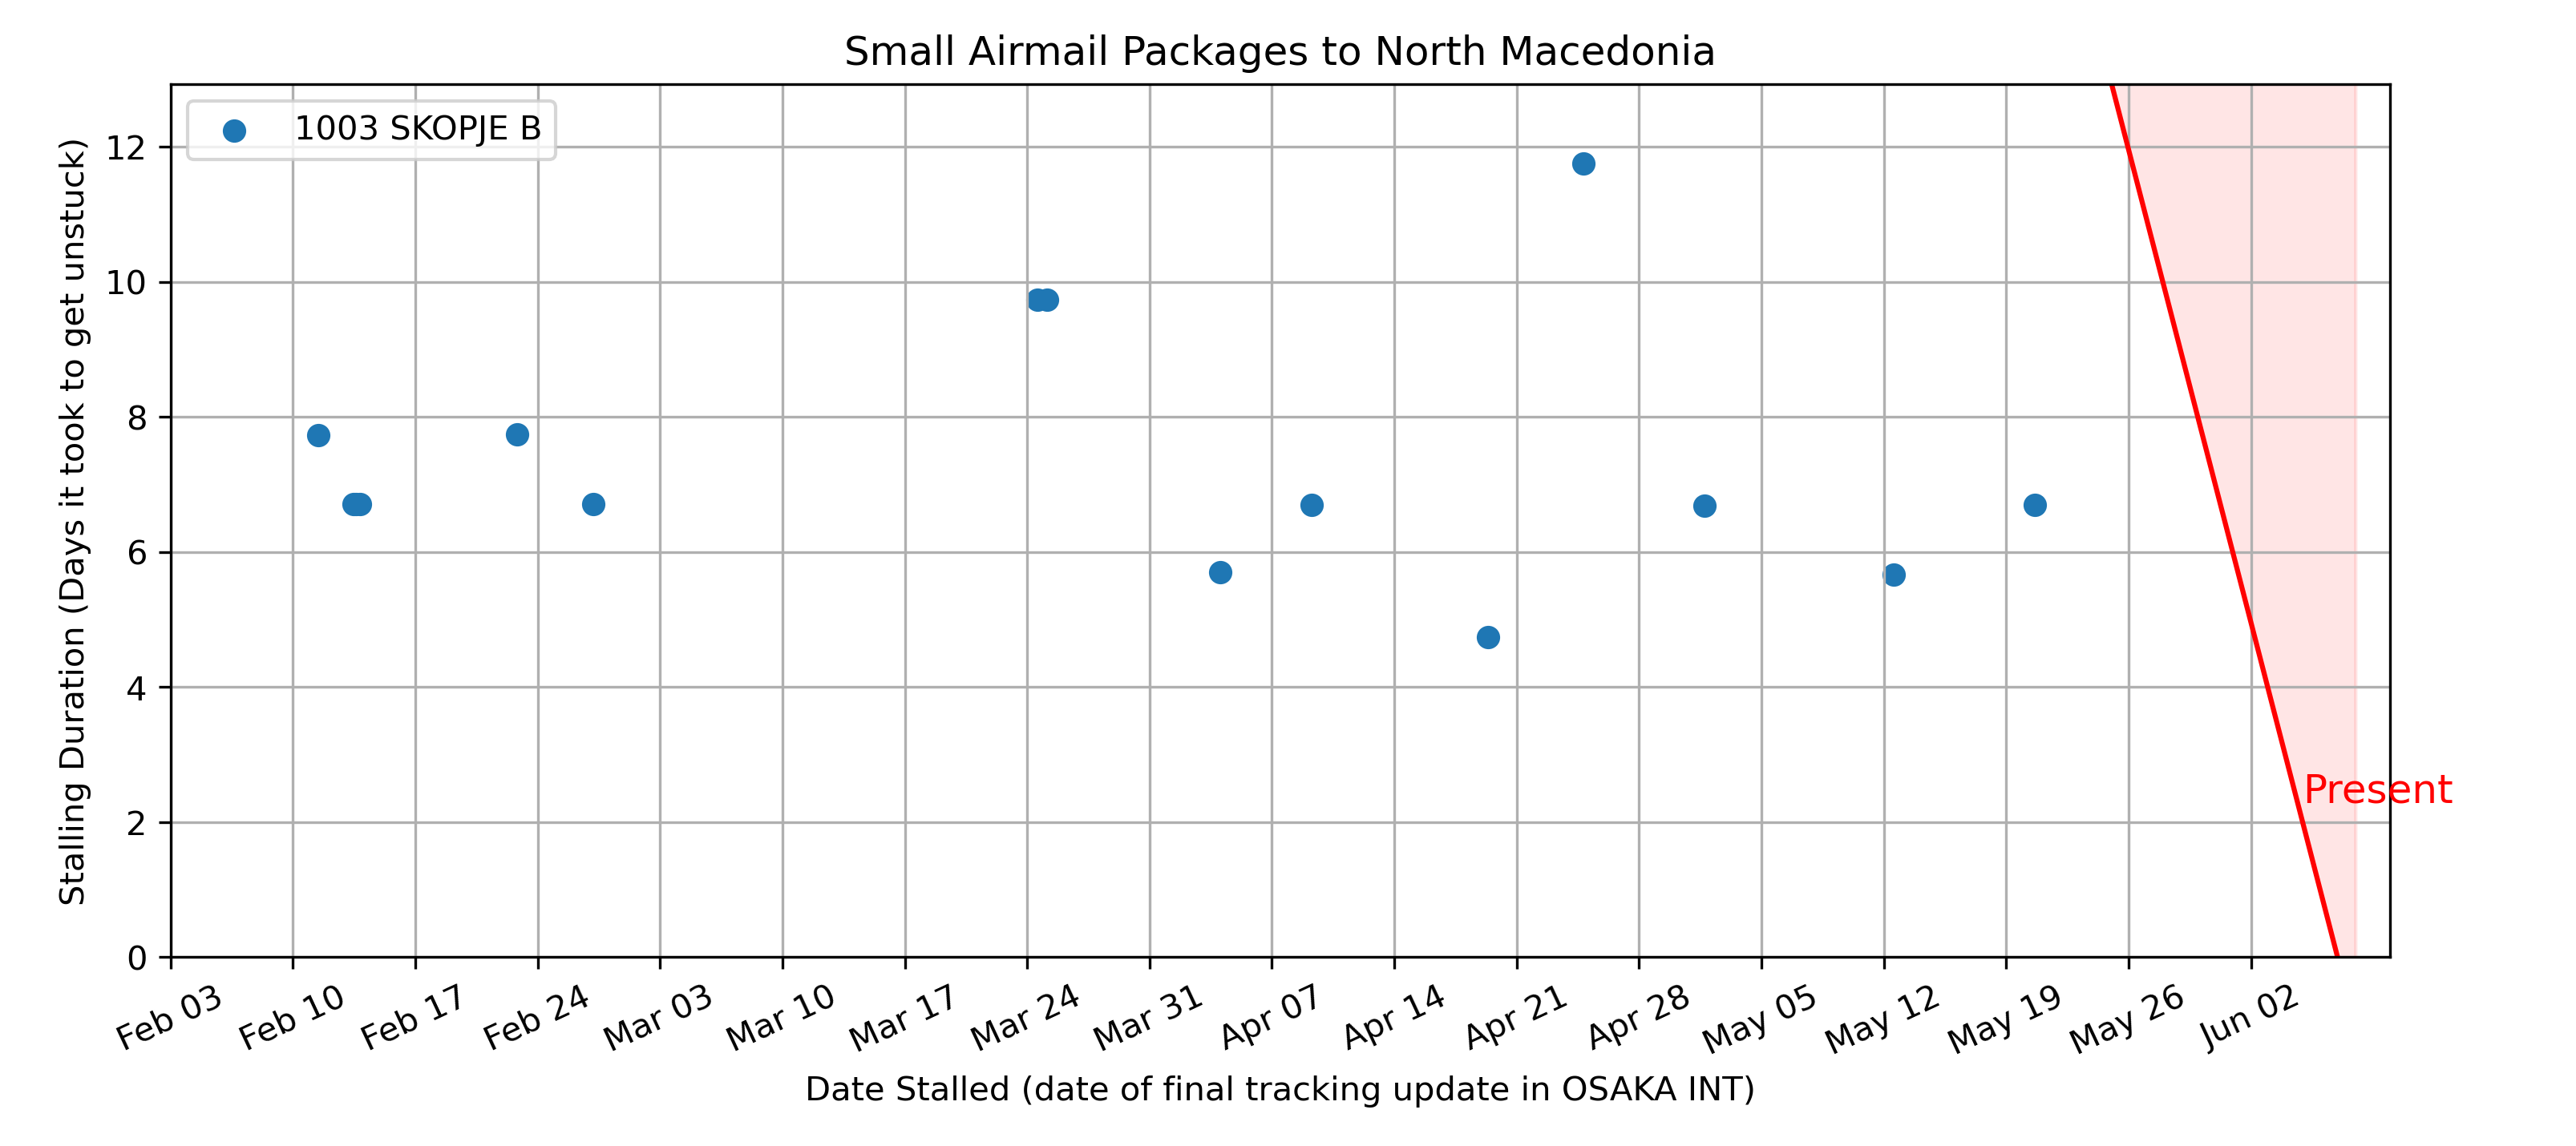 Small Airmail Packages to North Macedonia
1003 SKOPJE B
Stalling Duration (Days it took to get unstuck)
12
10
8
6
4
2
0
Present
Feb 03
Feb 10
Feb 17
Feb 24
Mar 03
Mar 10
Mar 17
Mar 24
Mar 31
Apr 07
Apr 14
Apr 21
Apr 28
May 05
May 12
May 19
May 26
Jun 02
Date Stalled (date of final tracking update in OSAKA INT)